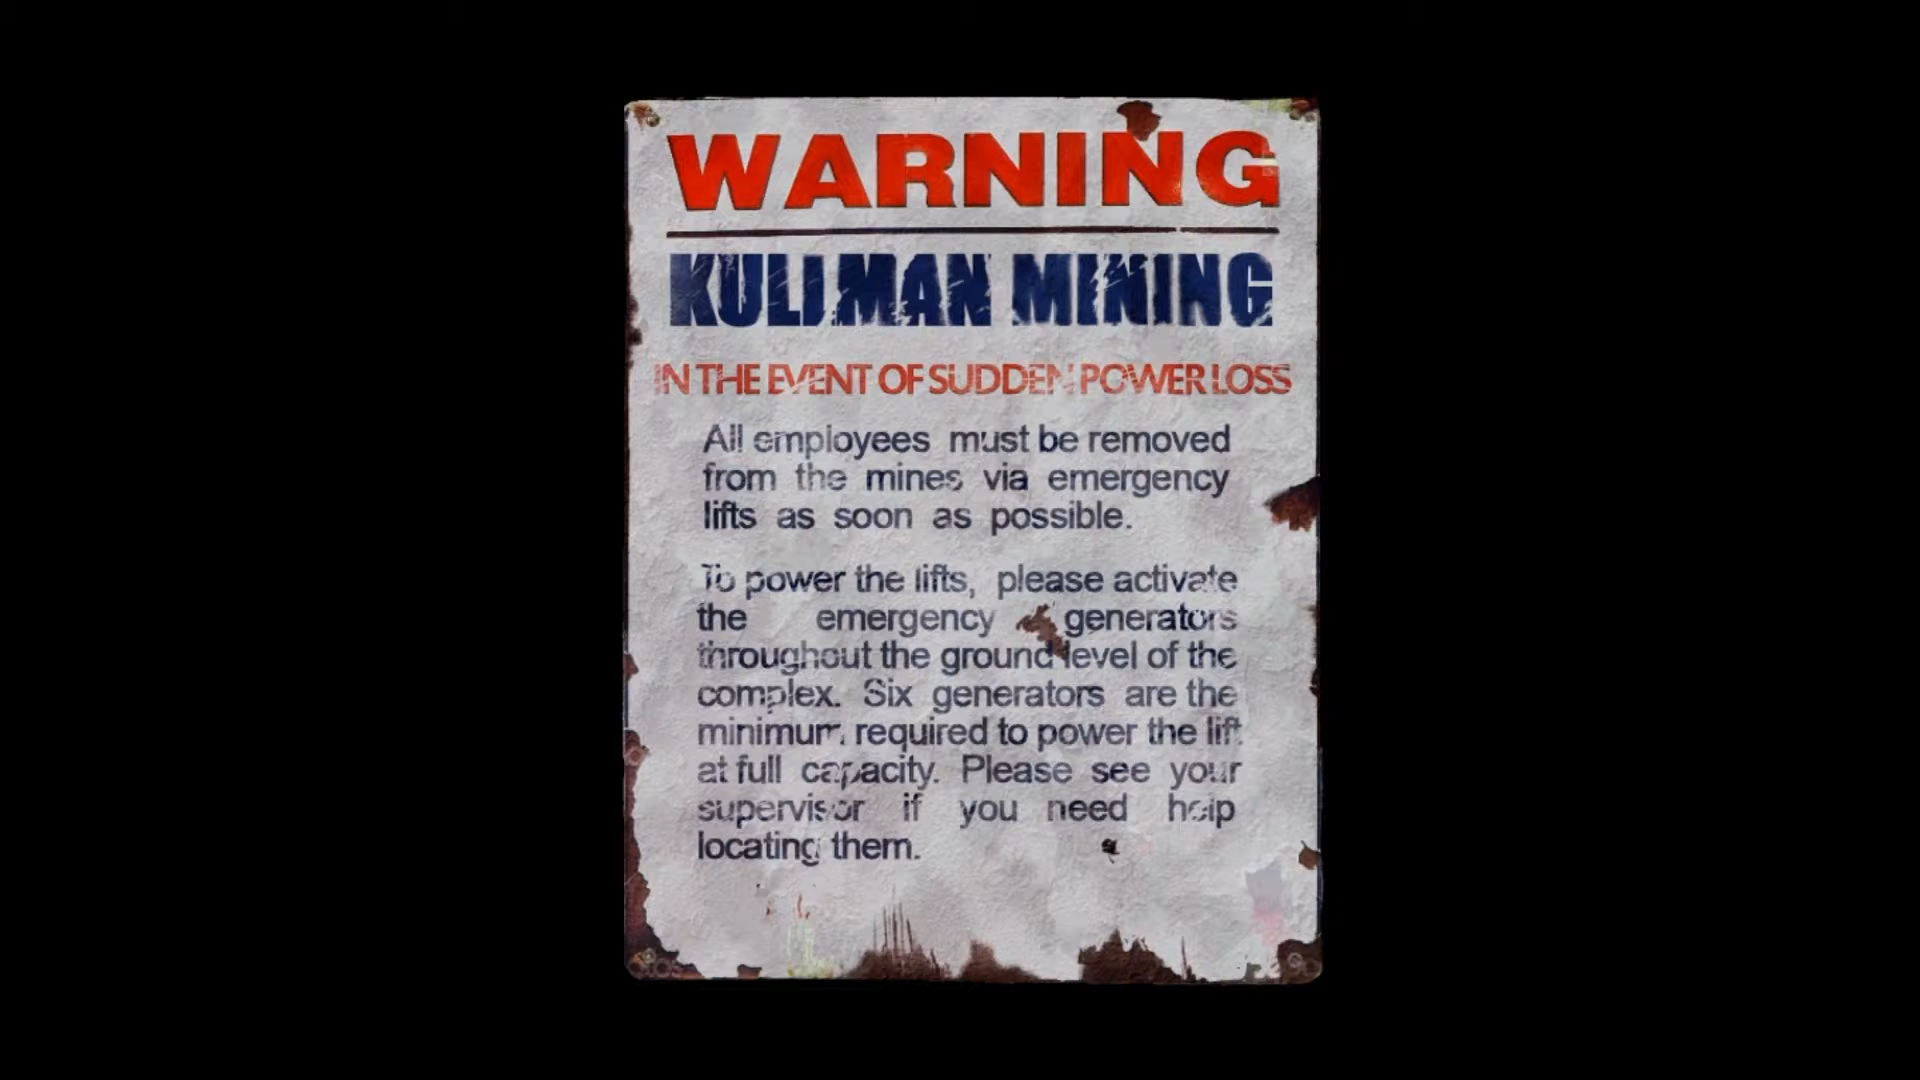 WARNING
KULLMAN MINING
IN THE EVENT OF SUDDEN POWER LOSS
All employees must be removed
from the mines via emergency
lifts as soon as possible.
To power the lifts, please activate
the emergency generators
throughout the ground level of the
complex. Six generators are the
minimum required to power the lift
at full capacity. Please see your
supervisor if you need help
locating them.